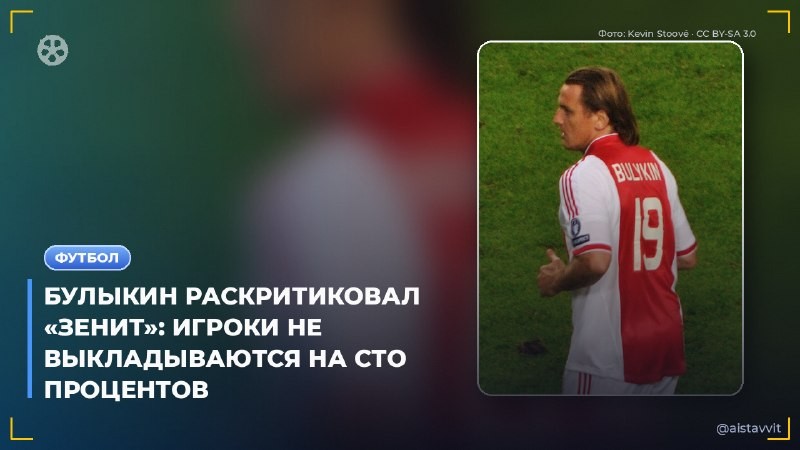 Фото: Kevin Stoové · CC BY-SA 3.0
BULYKIN
19
ФУТБОЛ
БУЛЫКИН РАСКРИТИКОВАЛ
«ЗЕНИТ»: ИГРОКИ НЕ
ВЫКЛАДЫВАЮТСЯ НА СТО
ПРОЦЕНТОВ
@aistavvit